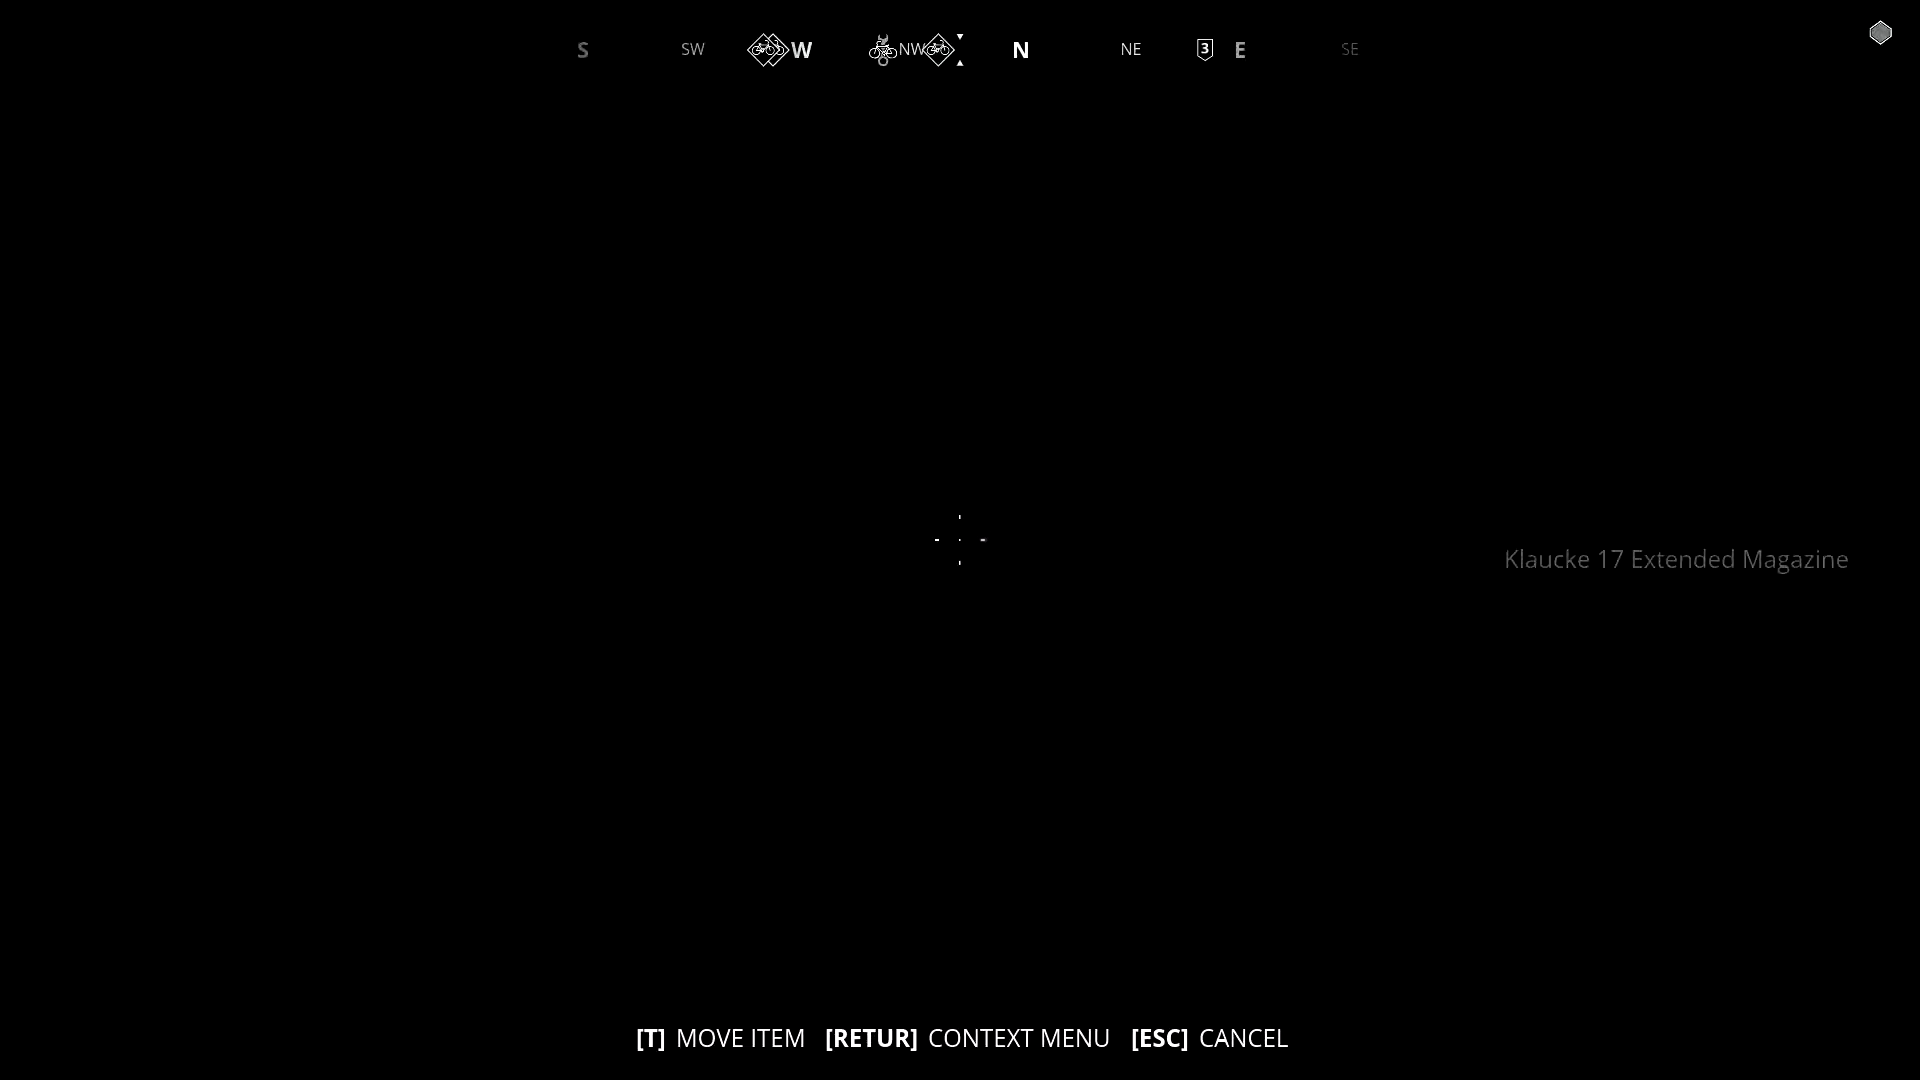 S SW W NW N NE 3 E SE
Klaucke 17 Extended Magazine
[T] MOVE ITEM [RETUR] CONTEXT MENU [ESC] CANCEL